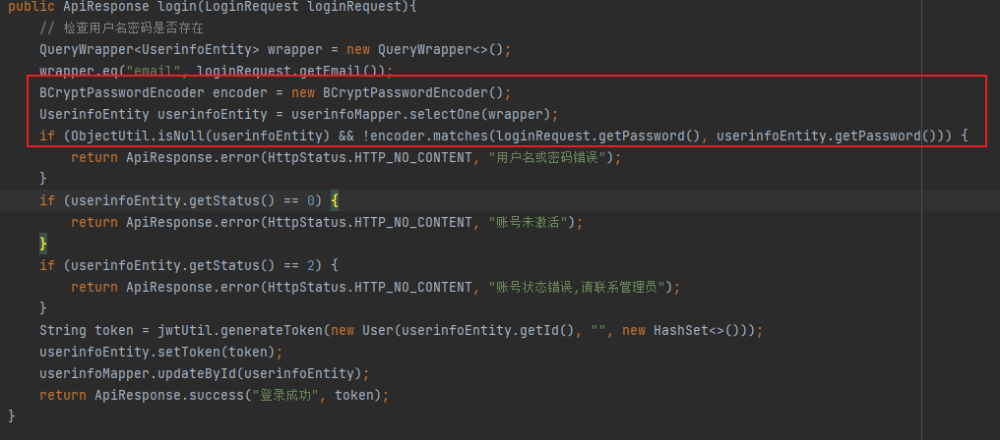 public ApiResponse login(LoginRequest loginRequest){
// 检查用户名密码是否存在
QueryWrapper<UserinfoEntity> wrapper = new QueryWrapper<>();
wrapper.eq("email", loginRequest.getEmail());
BCryptPasswordEncoder encoder = new BCryptPasswordEncoder();
UserinfoEntity userinfoEntity = userinfoMapper.selectOne(wrapper);
if (ObjectUtil.isNull(userinfoEntity) && !encoder.matches(loginRequest.getPassword(), userinfoEntity.getPassword())) {
return ApiResponse.error(HttpStatus.HTTP_NO_CONTENT, "用户名或密码错误");
}
if (userinfoEntity.getStatus() == 0) {
return ApiResponse.error(HttpStatus.HTTP_NO_CONTENT, "账号未激活");
}
if (userinfoEntity.getStatus() == 2) {
return ApiResponse.error(HttpStatus.HTTP_NO_CONTENT, "账号状态错误,请联系管理员");
}
String token = jwtUtil.generateToken(new User(userinfoEntity.getId(), "", new HashSet<>()));
userinfoEntity.setToken(token);
userinfoMapper.updateById(userinfoEntity);
return ApiResponse.success("登录成功", token);
}